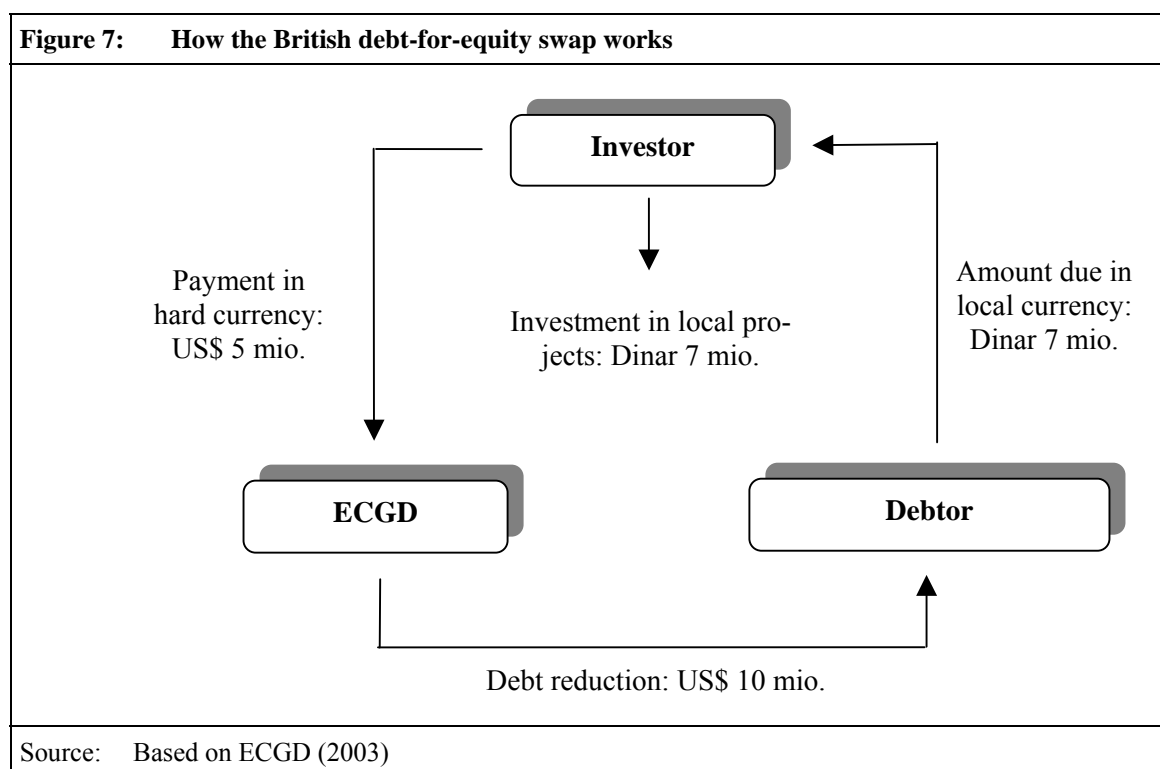 Figure 7: How the British debt-for-equity swap works
Investor
Payment in
hard currency:
US$ 5 mio.
Investment in local pro-
jects: Dinar 7 mio.
Amount due in
local currency:
Dinar 7 mio.
ECGD
Debtor
Debt reduction: US$ 10 mio.
Source: Based on ECGD (2003)